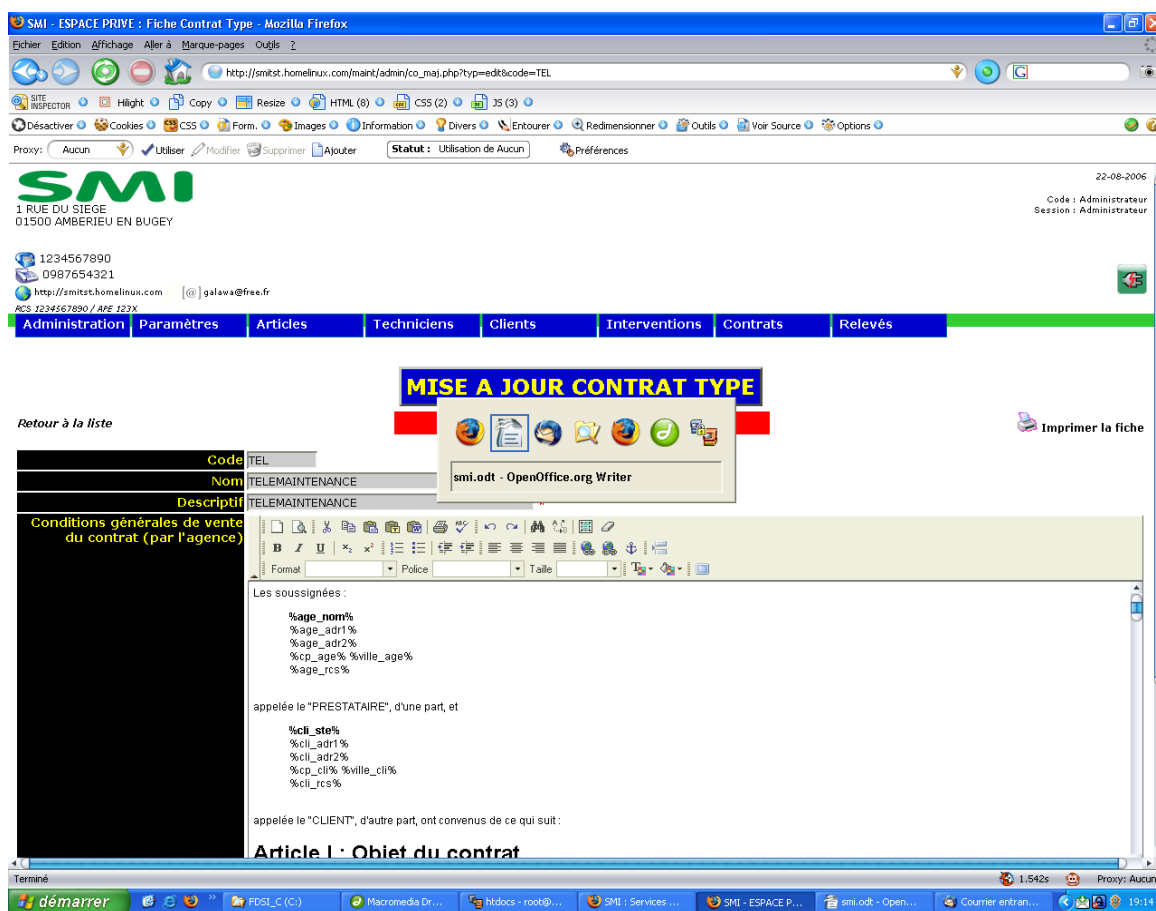 SMI - ESPACE PRIVE : Fiche Contrat Type - Mozilla Firefox
Eichier Edition Affichage Aller à Marque-pages Outils ?
http://smitst.homelinux.com/maint/admin/co_maj.php?typ=edit&code=TEL
SITE INSPECTOR Hilight Copy Resize HTML (8) CSS (2) JS (3)
Désactiver Cookies CSS Form. Images Information Divers Entourer Redimensionner Outils Voir Source Options
Proxy: Aucun Utiliser Modifier Supprimer Ajouter Statut : Utilisation de Aucun Préférences
SMI
22-08-2006
1 RUE DU SIEGE
01500 AMBERIEU EN BUGEY
Code : Administrateur
Session : Administrateur
1234567890
0987654321
http://smitst.homelinux.com [@] galawa@free.fr
RCS 1234567890 / APE 123X
Administration Paramètres Articles Techniciens Clients Interventions Contrats Relevés
MISE A JOUR CONTRAT TYPE
Retour à la liste
Imprimer la fiche
smi.odt - OpenOffice.org Writer
Code TEL
Nom TELEMAINTENANCE
Descriptif TELEMAINTENANCE *
Conditions générales de vente
du contrat (par l'agence)
B I U
Format Police Taille
Les soussignées :
%age_nom%
%age_adr1%
%age_adr2%
%cp_age% %ville_age%
%age_rcs%
appelée le "PRESTATAIRE", d'une part, et
%cli_ste%
%cli_adr1%
%cli_adr2%
%cp_cli% %ville_cli%
%cli_rcs%
appelée le "CLIENT", d'autre part, ont convenus de ce qui suit :
Article I : Objet du contrat
Terminé
1.542s Proxy: Aucun
démarrer FDSI_C (C:) Macromedia Dr... htdocs - root@... SMI : Services ... SMI - ESPACE P... smi.odt - Open... Courrier entran... 19:14